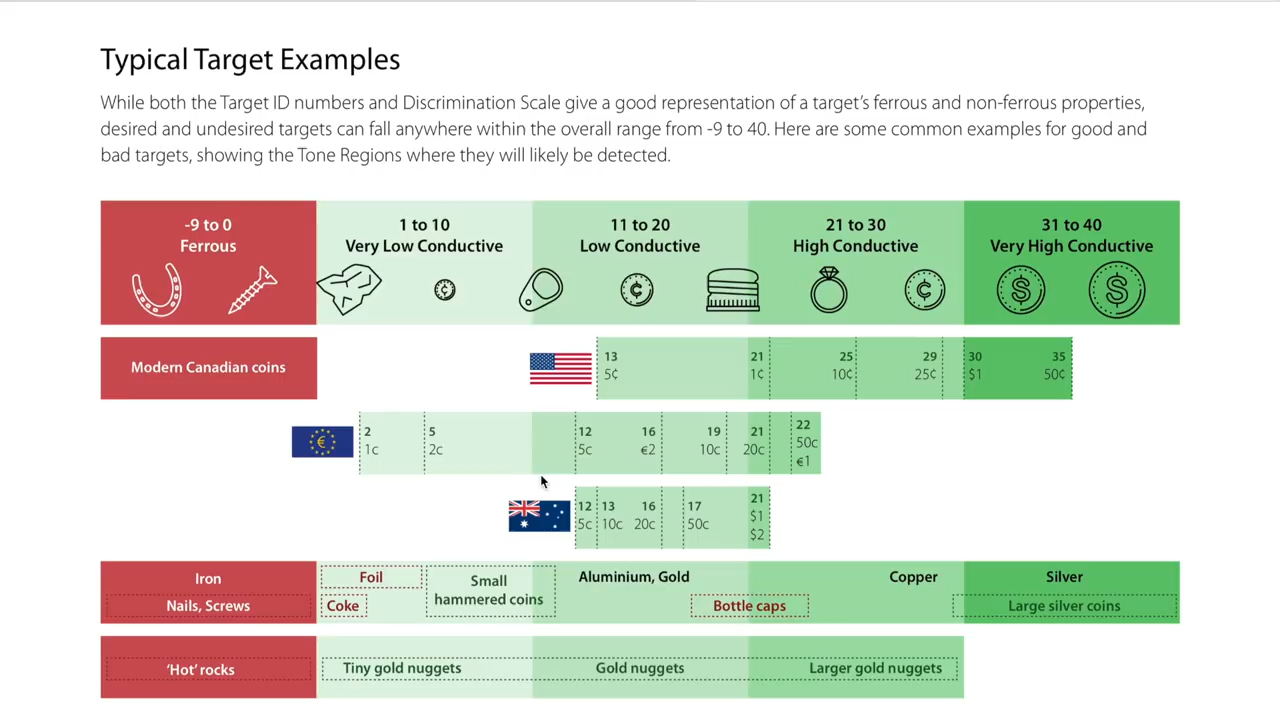 Typical Target Examples
While both the Target ID numbers and Discrimination Scale give a good representation of a target's ferrous and non-ferrous properties,
desired and undesired targets can fall anywhere within the overall range from -9 to 40. Here are some common examples for good and
bad targets, showing the Tone Regions where they will likely be detected.
-9 to 0 1 to 10 11 to 20 21 to 30 31 to 40
Ferrous Very Low Conductive Low Conductive High Conductive Very High Conductive
¢ ¢ ¢ $ $
Modern Canadian coins
13 21 25 29 30 35
5¢ 1¢ 10¢ 25¢ $1 50¢
€
2 5 12 16 19 21 22
1c 2c 5c €2 10c 20c 50c
€1
12 13 16 17 21
5c 10c 20c 50c $1
$2
Iron Foil Small Aluminium, Gold Copper Silver
Nails, Screws Coke hammered coins Bottle caps Large silver coins
'Hot' rocks Tiny gold nuggets Gold nuggets Larger gold nuggets